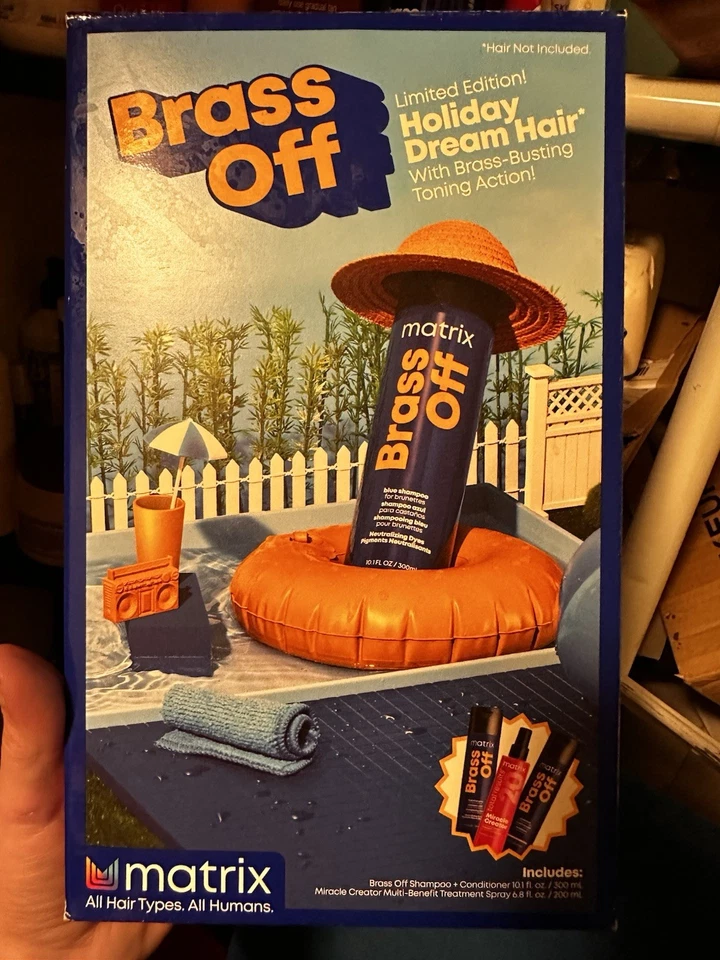 *Hair Not Included.
Brass
Off
Limited Edition!
Holiday
Dream Hair*
With Brass-Busting
Toning Action!
matrix
Brass
Off
blue shampoo
for brunettes
shampoo azul
para castaños
shampooing bleu
pour brunettes
Neutralizing Dyes
Pigments Neutralisants
10.1 FL OZ / 300mL
matrix
Brass
Off
matrix
total results
20
Miracle
Creator
matrix
Brass
Off
matrix
All Hair Types. All Humans.
Includes:
Brass Off Shampoo + Conditioner 10.1 fl. oz. / 300 ml.
Miracle Creator Multi-Benefit Treatment Spray 6.8 fl. oz. / 200 ml.